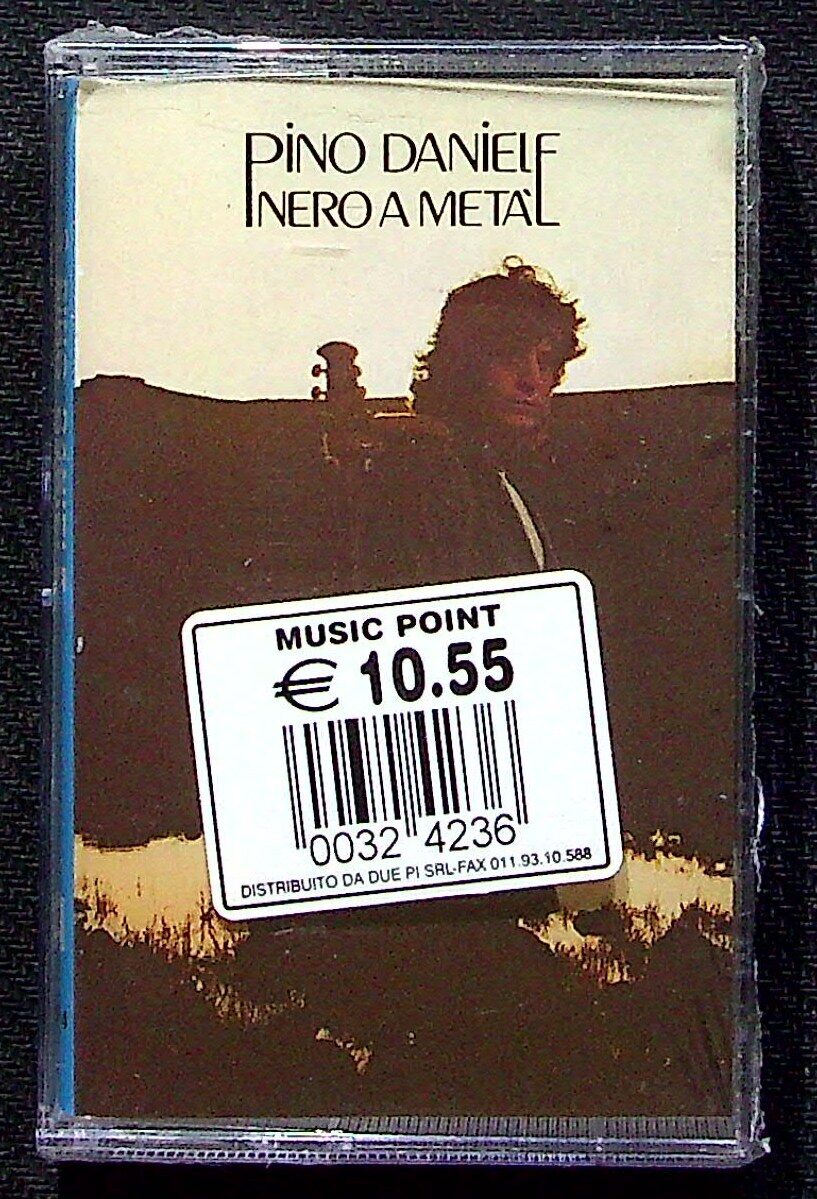 PINO DANIELE
NERO A METÀ
MUSIC POINT
€ 10.55
0032 4236
DISTRIBUITO DA DUE PI SRL-FAX 011.93.10.588